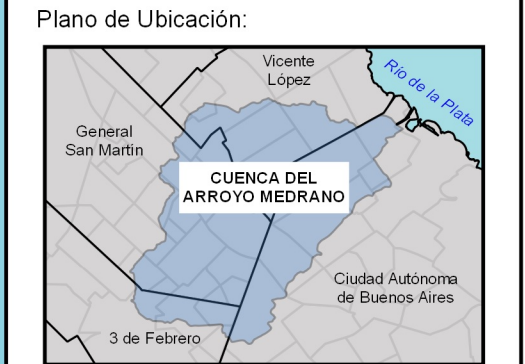 Plano de Ubicación:
Vicente
López
Río de la Plata
General
San Martín
CUENCA DEL
ARROYO MEDRANO
Ciudad Autónoma
de Buenos Aires
3 de Febrero